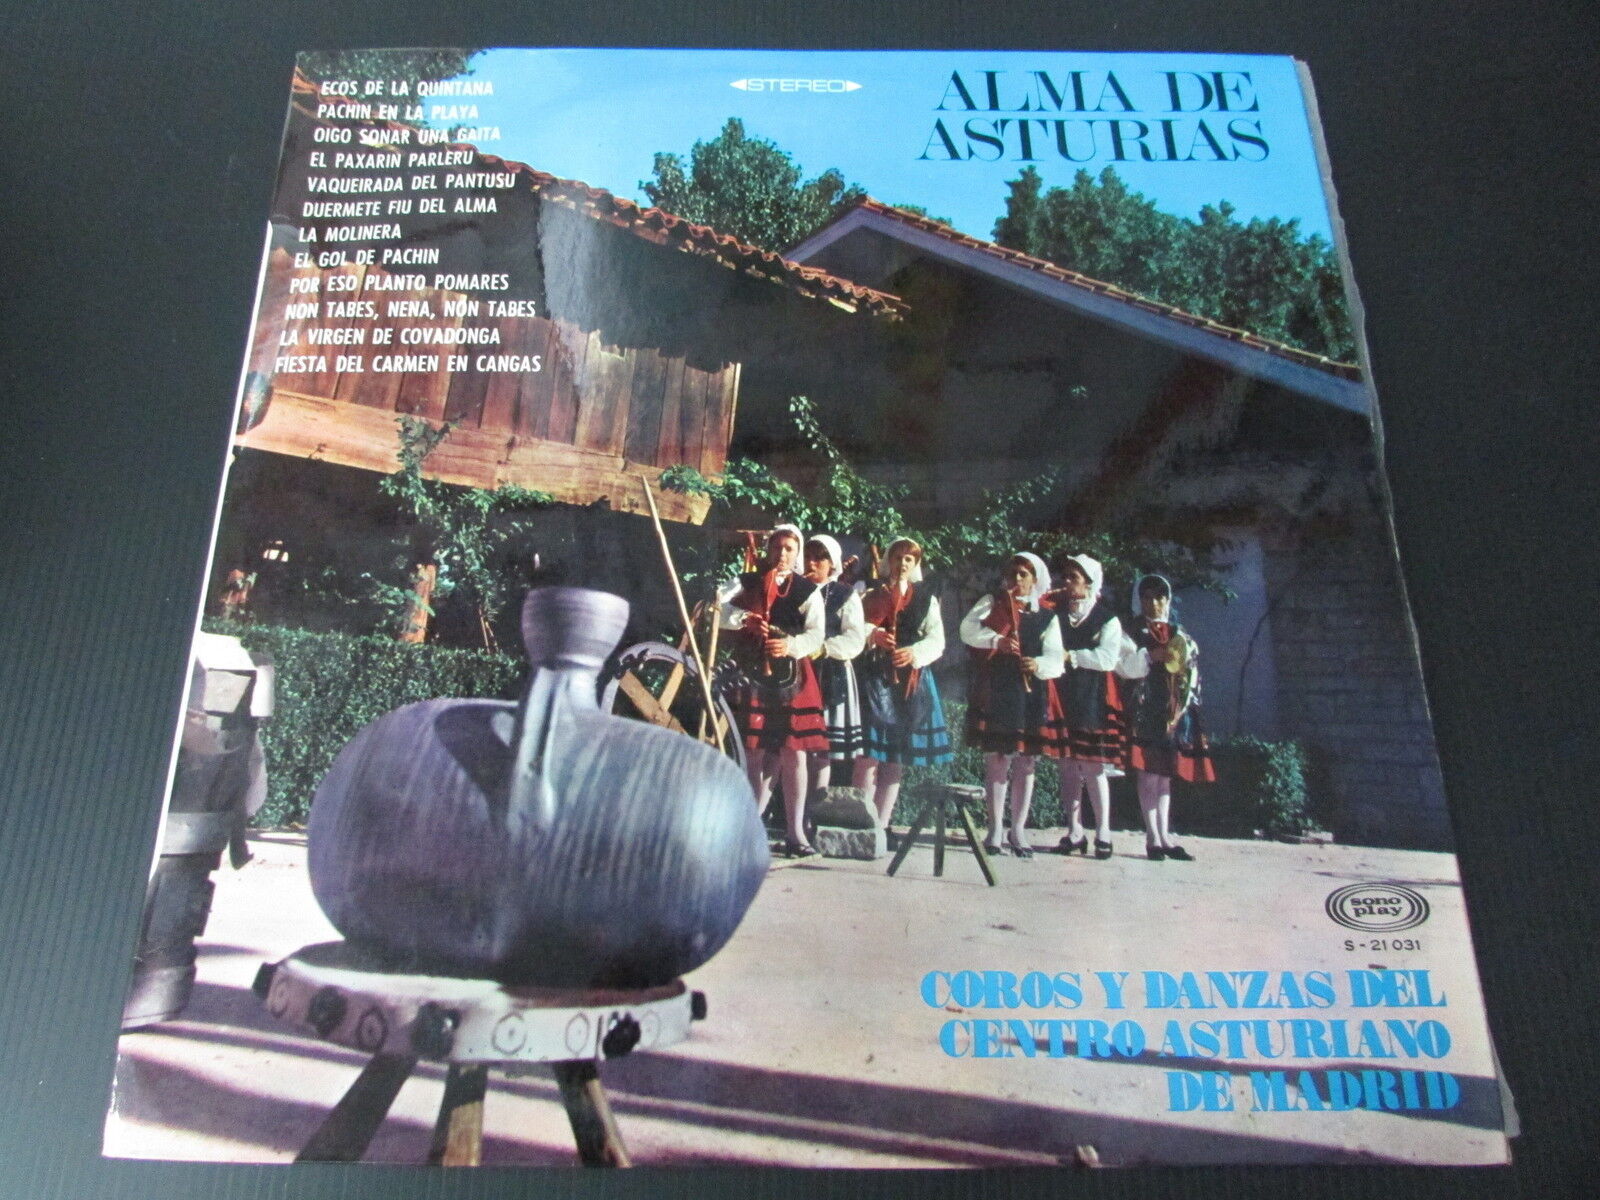 ECOS DE LA QUINTANA
PACHIN EN LA PLAYA
OIGO SONAR UNA GAITA
EL PAXARIN PARLERU
VAQUEIRADA DEL PANTUSU
DUERMETE FIU DEL ALMA
LA MOLINERA
EL GOL DE PACHIN
POR ESO PLANTO POMARES
NON TABES, NENA, NON TABES
LA VIRGEN DE COVADONGA
FIESTA DEL CARMEN EN CANGAS
STEREO
ALMA DE
ASTURIAS
sono
play
S - 21 031
COROS Y DANZAS DEL
CENTRO ASTURIANO
DE MADRID